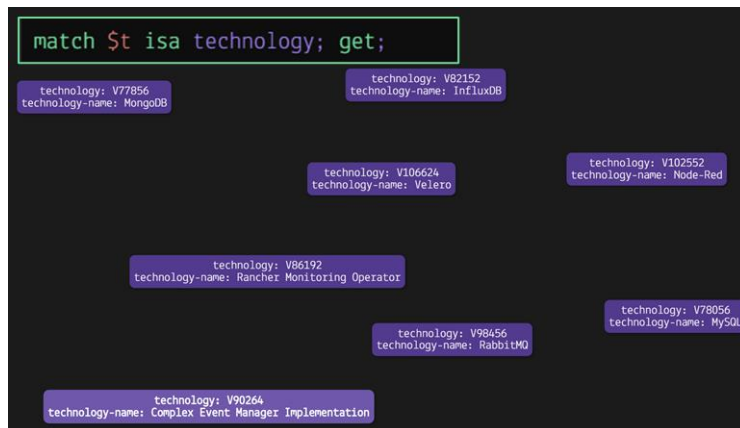 match $t isa technology; get;
technology: V77856
technology-name: MongoDB
technology: V82152
technology-name: InfluxDB
technology: V106624
technology-name: Velero
technology: V102552
technology-name: Node-Red
technology: V86192
technology-name: Rancher Monitoring Operator
technology: V78056
technology-name: MySQL
technology: V98456
technology-name: RabbitMQ
technology: V90264
technology-name: Complex Event Manager Implementation